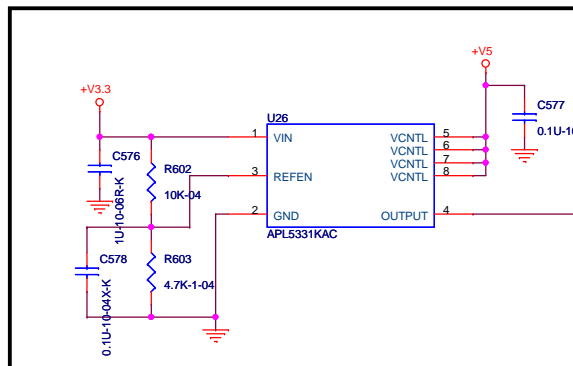 +V5
+V3.3
U26
C577
0.1U-10
1 VIN VCNTL 5
VCNTL 6
VCNTL 7
3 REFEN VCNTL 8
C576
1U-10-06R-K
R602
10K-04
2 GND OUTPUT 4
APL5331KAC
C578
0.1U-10-04X-K
R603
4.7K-1-04